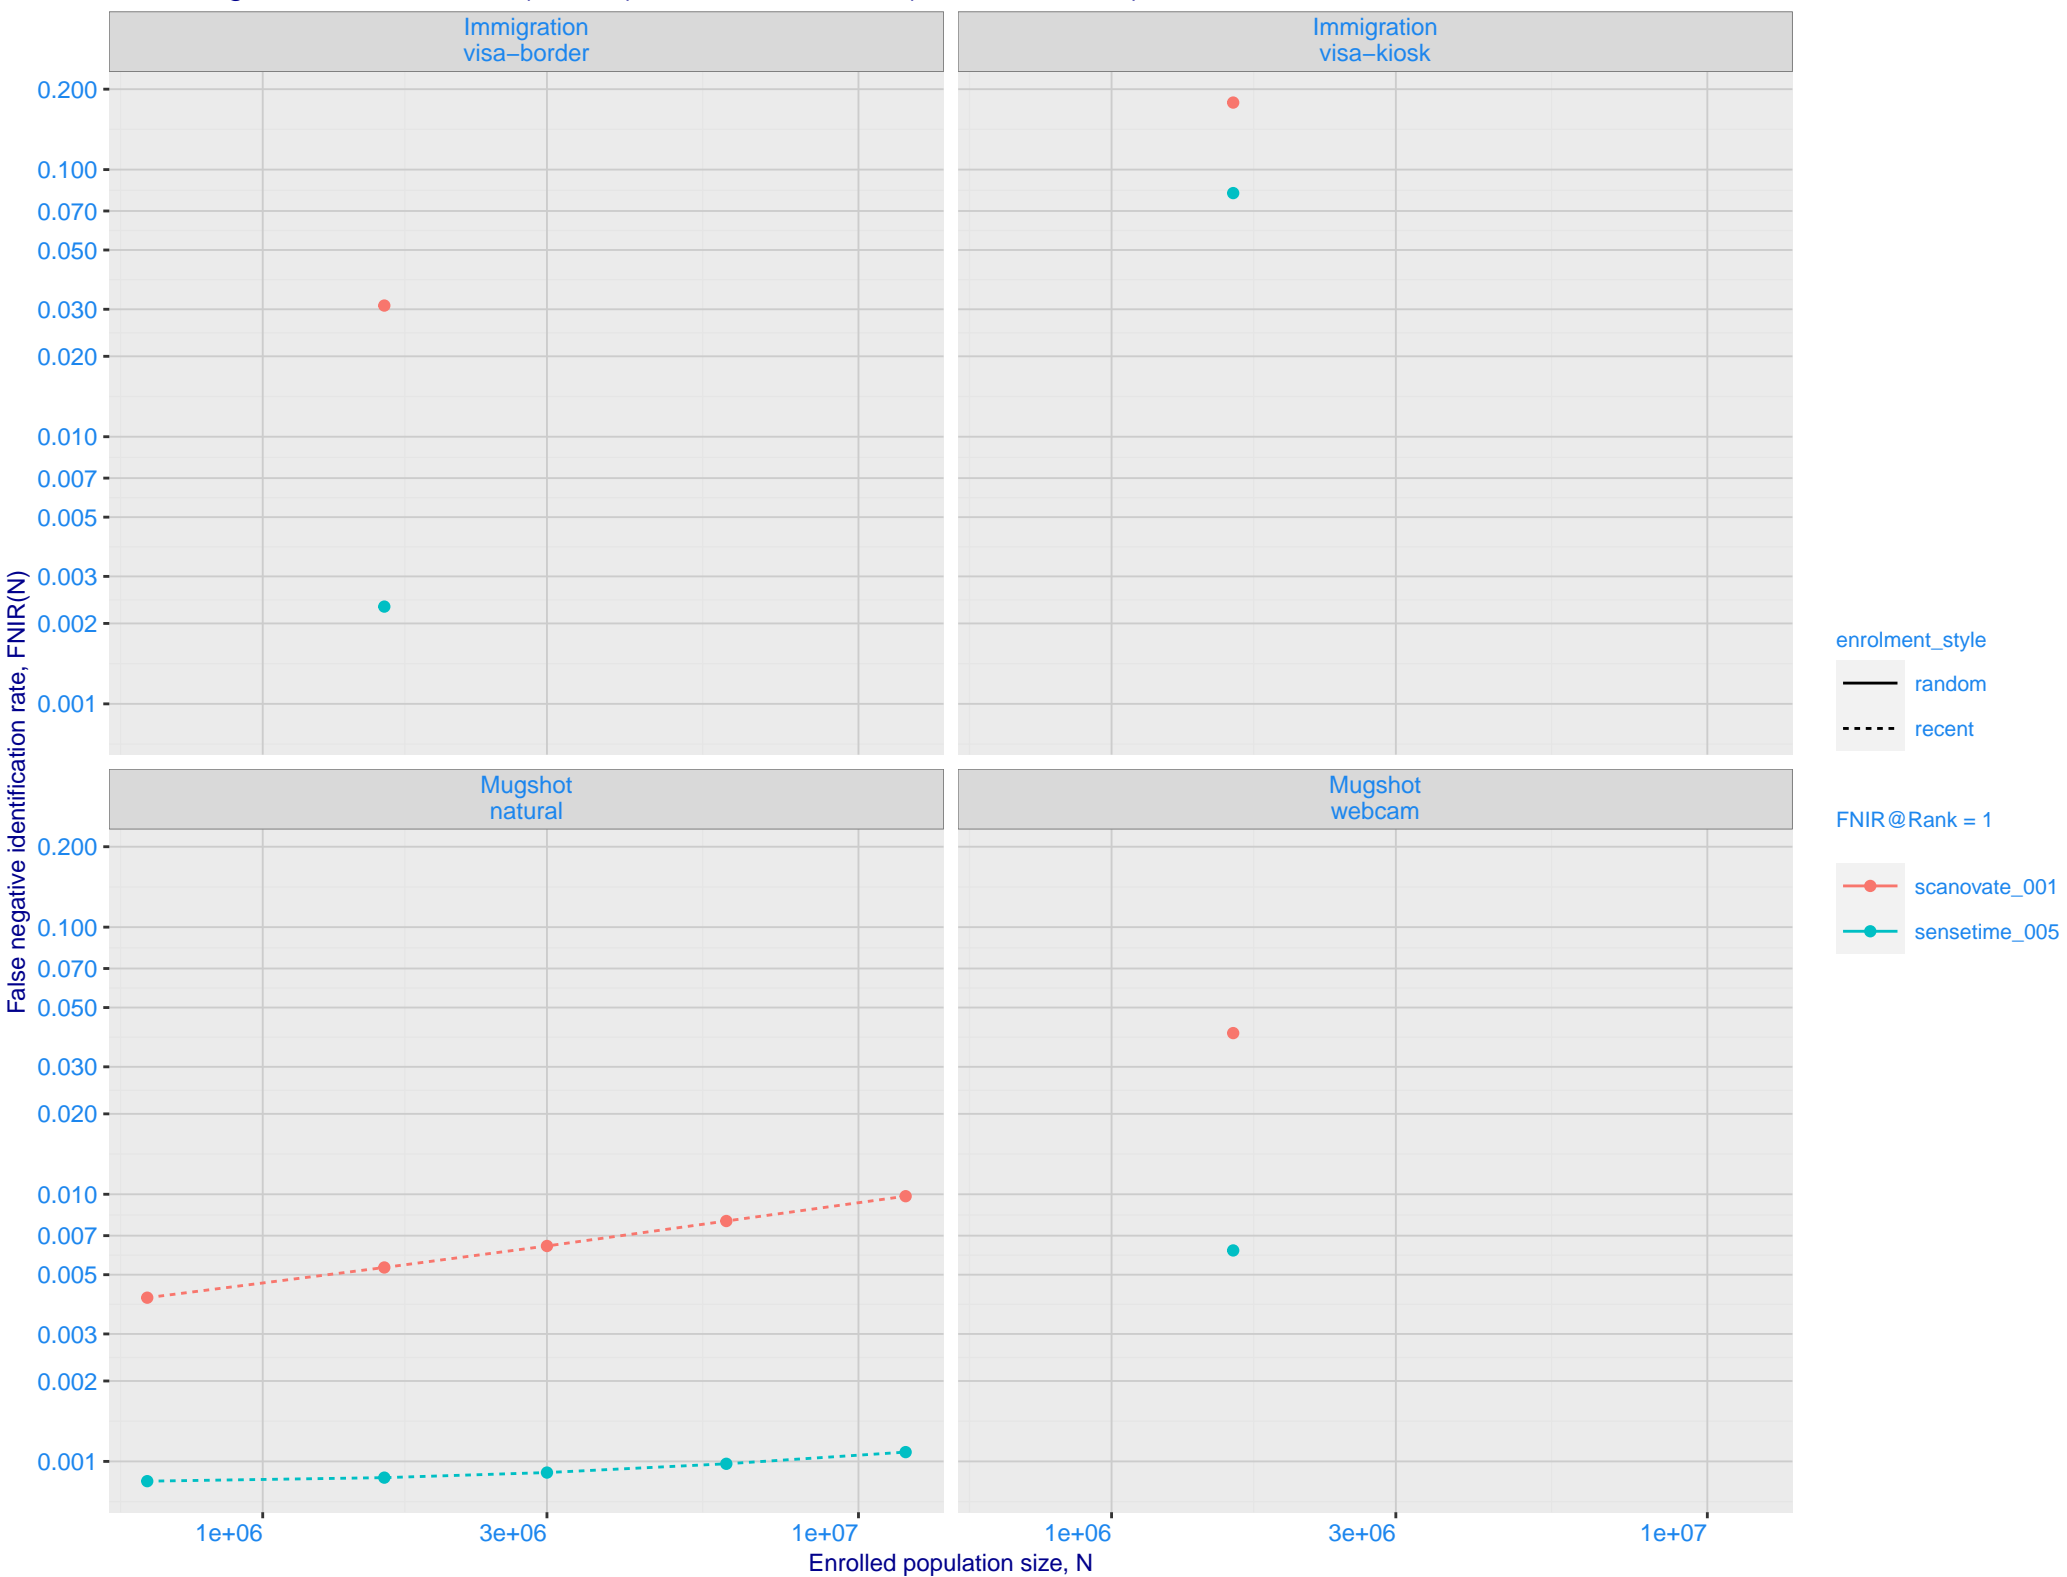 Immigration
visa−border
Immigration
visa−kiosk
0.200
0.100
0.070
0.050
0.030
0.020
0.010
0.007
0.005
0.003
0.002
0.001
False negative identification rate, FNIR(N)
Mugshot
natural
Mugshot
webcam
0.200
0.100
0.070
0.050
0.030
0.020
0.010
0.007
0.005
0.003
0.002
0.001
1e+06
3e+06
1e+07
1e+06
3e+06
1e+07
Enrolled population size, N
enrolment_style
random
recent
FNIR@Rank = 1
scanovate_001
sensetime_005